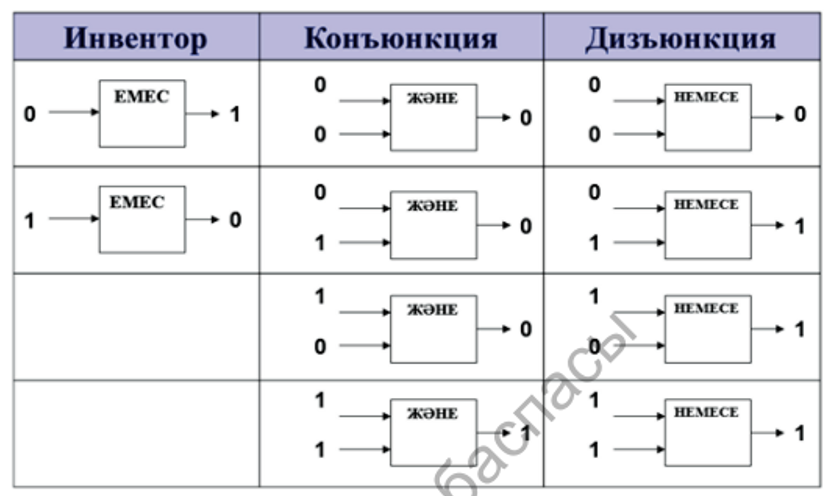 Инвентор Конъюнкция Дизъюнкция
0 ЕМЕС 1 0 0 ЖӘНЕ 0 0 0 НЕМЕСЕ 0
1 ЕМЕС 0 0 1 ЖӘНЕ 0 0 1 НЕМЕСЕ 1
1 0 ЖӘНЕ 0 1 0 НЕМЕСЕ 1
1 1 ЖӘНЕ 1 1 1 НЕМЕСЕ 1
баспасы